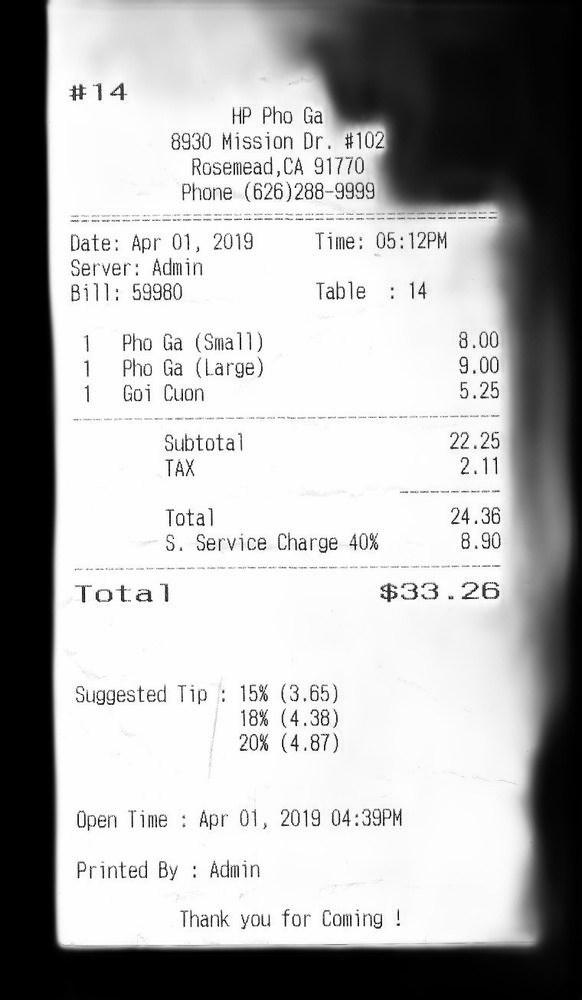 #14
HP Pho Ga
8930 Mission Dr. #102
Rosemead,CA 91770
Phone (626)288-9999
Date: Apr 01, 2019 Time: 05:12PM
Server: Admin
Bill: 59980 Table : 14
1 Pho Ga (Small) 8.00
1 Pho Ga (Large) 9.00
1 Goi Cuon 5.25
Subtotal 22.25
TAX 2.11
Total 24.36
S. Service Charge 40% 8.90
Total $33.26
Suggested Tip : 15% (3.65)
18% (4.38)
20% (4.87)
Open Time : Apr 01, 2019 04:39PM
Printed By : Admin
Thank you for Coming !